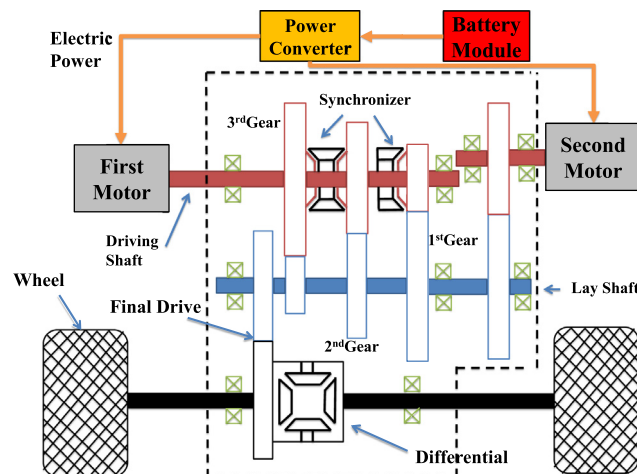 Electric
Power
Power
Converter
Battery
Module
Synchronizer
3rdGear
First
Motor
Second
Motor
Driving
Shaft
1stGear
Wheel
Final Drive
Lay Shaft
2ndGear
Differential